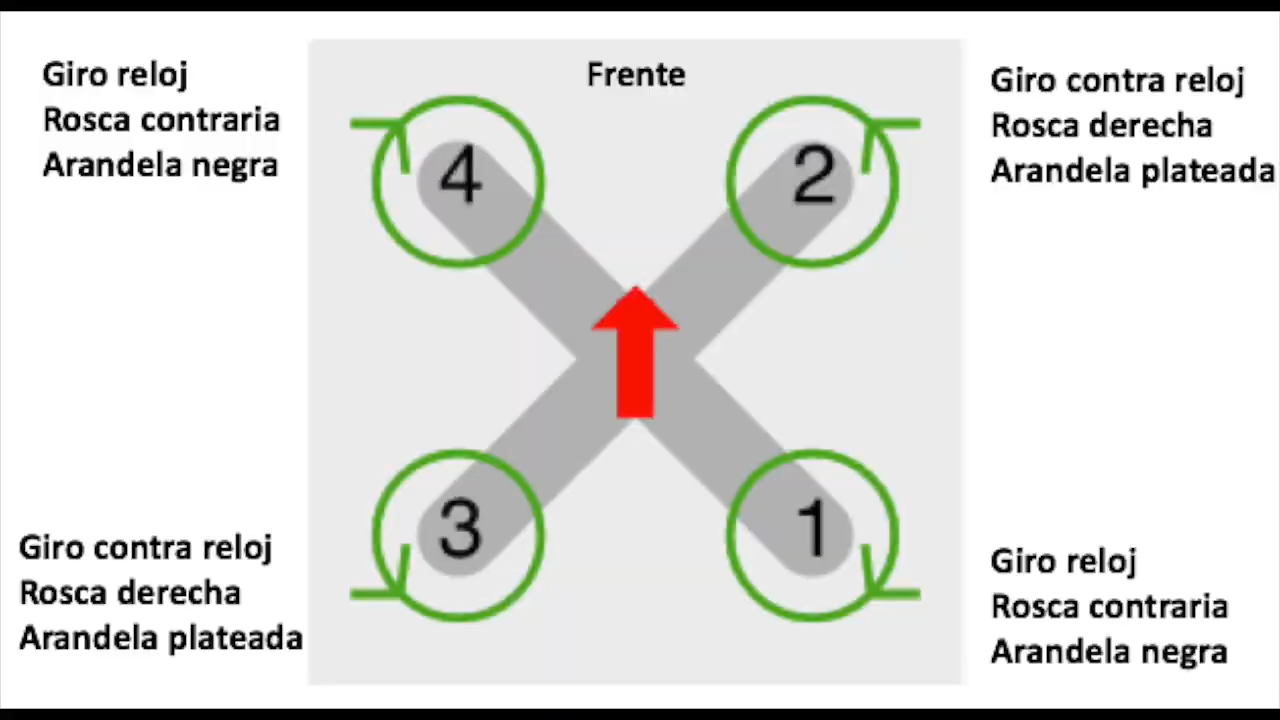 Giro reloj
Rosca contraria
Arandela negra
Frente
Giro contra reloj
Rosca derecha
Arandela plateada
4
2
3
1
Giro contra reloj
Rosca derecha
Arandela plateada
Giro reloj
Rosca contraria
Arandela negra